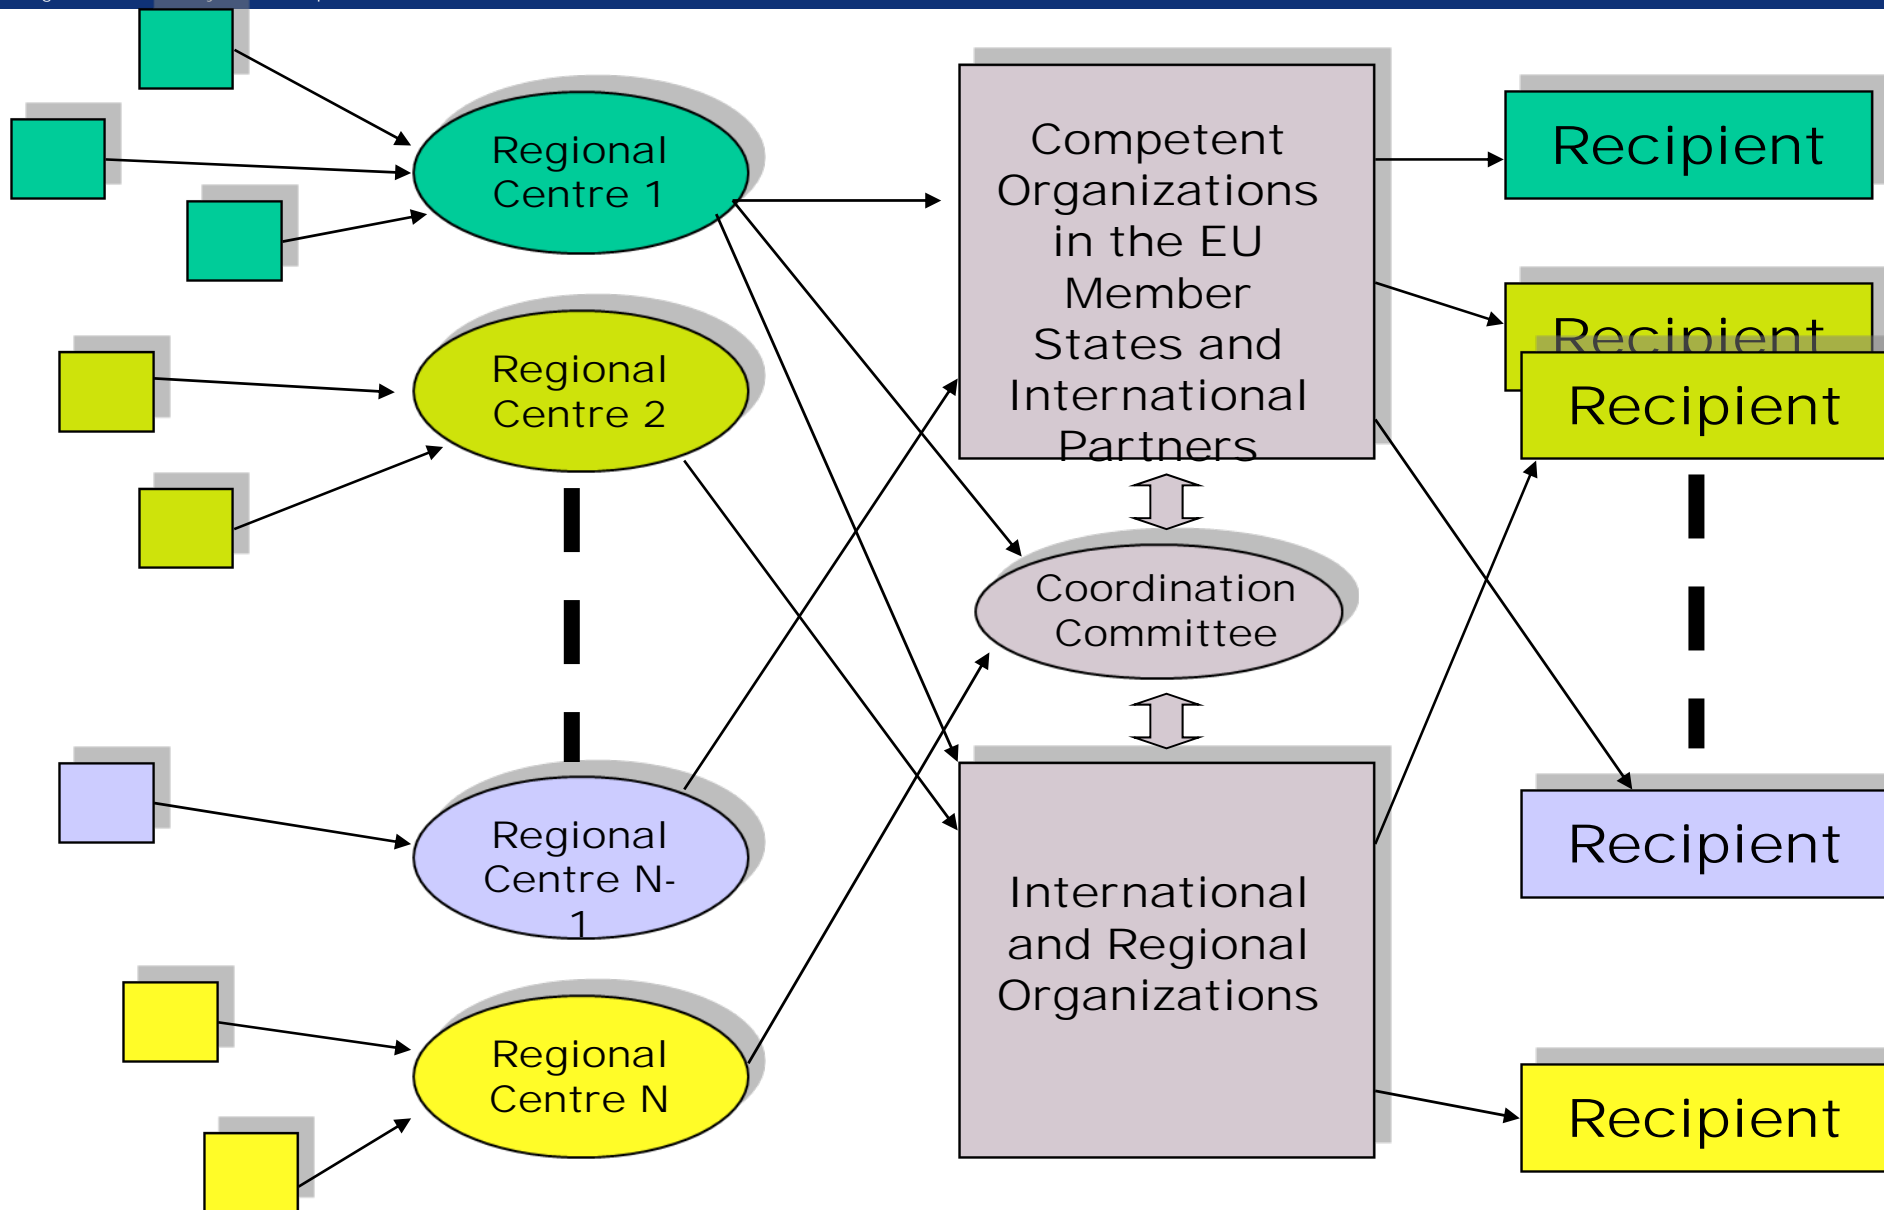 Regional
Centre 1
Regional
Centre 2
Regional
Centre N-
1
Regional
Centre N
Competent
Organizations
in the EU
Member
States and
International
Partners
Coordination
Committee
International
and Regional
Organizations
Recipient
Recipient
Recipient
Recipient
Recipient